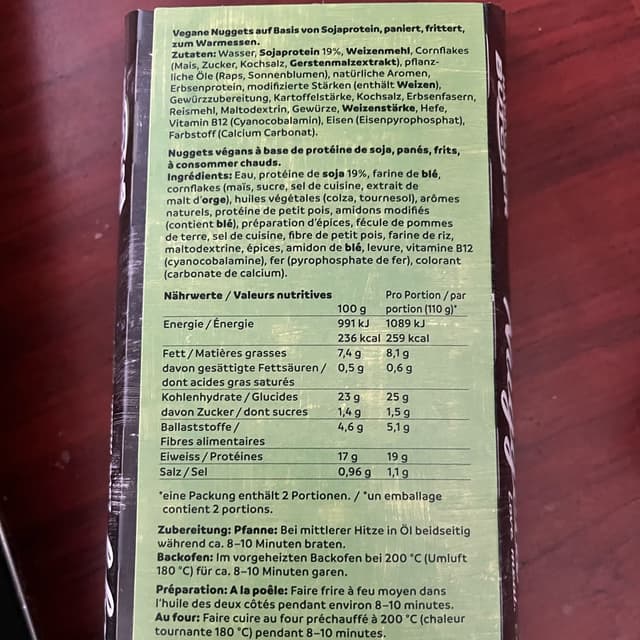 Vegane Nuggets auf Basis von Sojaprotein, paniert, frittert,
zum Warmessen.
Zutaten: Wasser, Sojaprotein 19%, Weizenmehl, Cornflakes
(Mais, Zucker, Kochsalz, Gerstenmalzextrakt), pflanz-
liche Öle (Raps, Sonnenblumen), natürliche Aromen,
Erbsenprotein, modifizierte Stärken (enthält Weizen),
Gewürzzubereitung, Kartoffelstärke, Kochsalz, Erbsenfasern,
Reismehl, Maltodextrin, Gewürze, Weizenstärke, Hefe,
Vitamin B12 (Cyanocobalamin), Eisen (Eisenpyrophosphat),
Farbstoff (Calcium Carbonat).
Nuggets végans à base de protéine de soja, panés, frits,
à consommer chauds.
Ingrédients: Eau, protéine de soja 19%, farine de blé,
cornflakes (maïs, sucre, sel de cuisine, extrait de
malt d'orge), huiles végétales (colza, tournesol), arômes
naturels, protéine de petit pois, amidons modifiés
(contient blé), préparation d'épices, fécule de pommes
de terre, sel de cuisine, fibre de petit pois, farine de riz,
maltodextrine, épices, amidon de blé, levure, vitamine B12
(cyanocobalamine), fer (pyrophosphate de fer), colorant
(carbonate de calcium).
Nährwerte / Valeurs nutritives
100 g Pro Portion / par portion (110 g)*
Energie / Énergie 991 kJ 1089 kJ
236 kcal 259 kcal
Fett / Matières grasses 7,4 g 8,1 g
davon gesättigte Fettsäuren / 0,5 g 0,6 g
dont acides gras saturés
Kohlenhydrate / Glucides 23 g 25 g
davon Zucker / dont sucres 1,4 g 1,5 g
Ballaststoffe / 4,6 g 5,1 g
Fibres alimentaires
Eiweiss / Protéines 17 g 19 g
Salz / Sel 0,96 g 1,1 g
*eine Packung enthält 2 Portionen. / *un emballage
contient 2 portions.
Zubereitung: Pfanne: Bei mittlerer Hitze in Öl beidseitig
während ca. 8–10 Minuten braten.
Backofen: Im vorgeheizten Backofen bei 200 °C (Umluft
180 °C) für ca. 8–10 Minuten garen.
Préparation: A la poêle: Faire frire à feu moyen dans
l'huile des deux côtés pendant environ 8–10 minutes.
Au four: Faire cuire au four préchauffé à 200 °C (chaleur
tournante 180 °C) pendant 8–10 minutes.